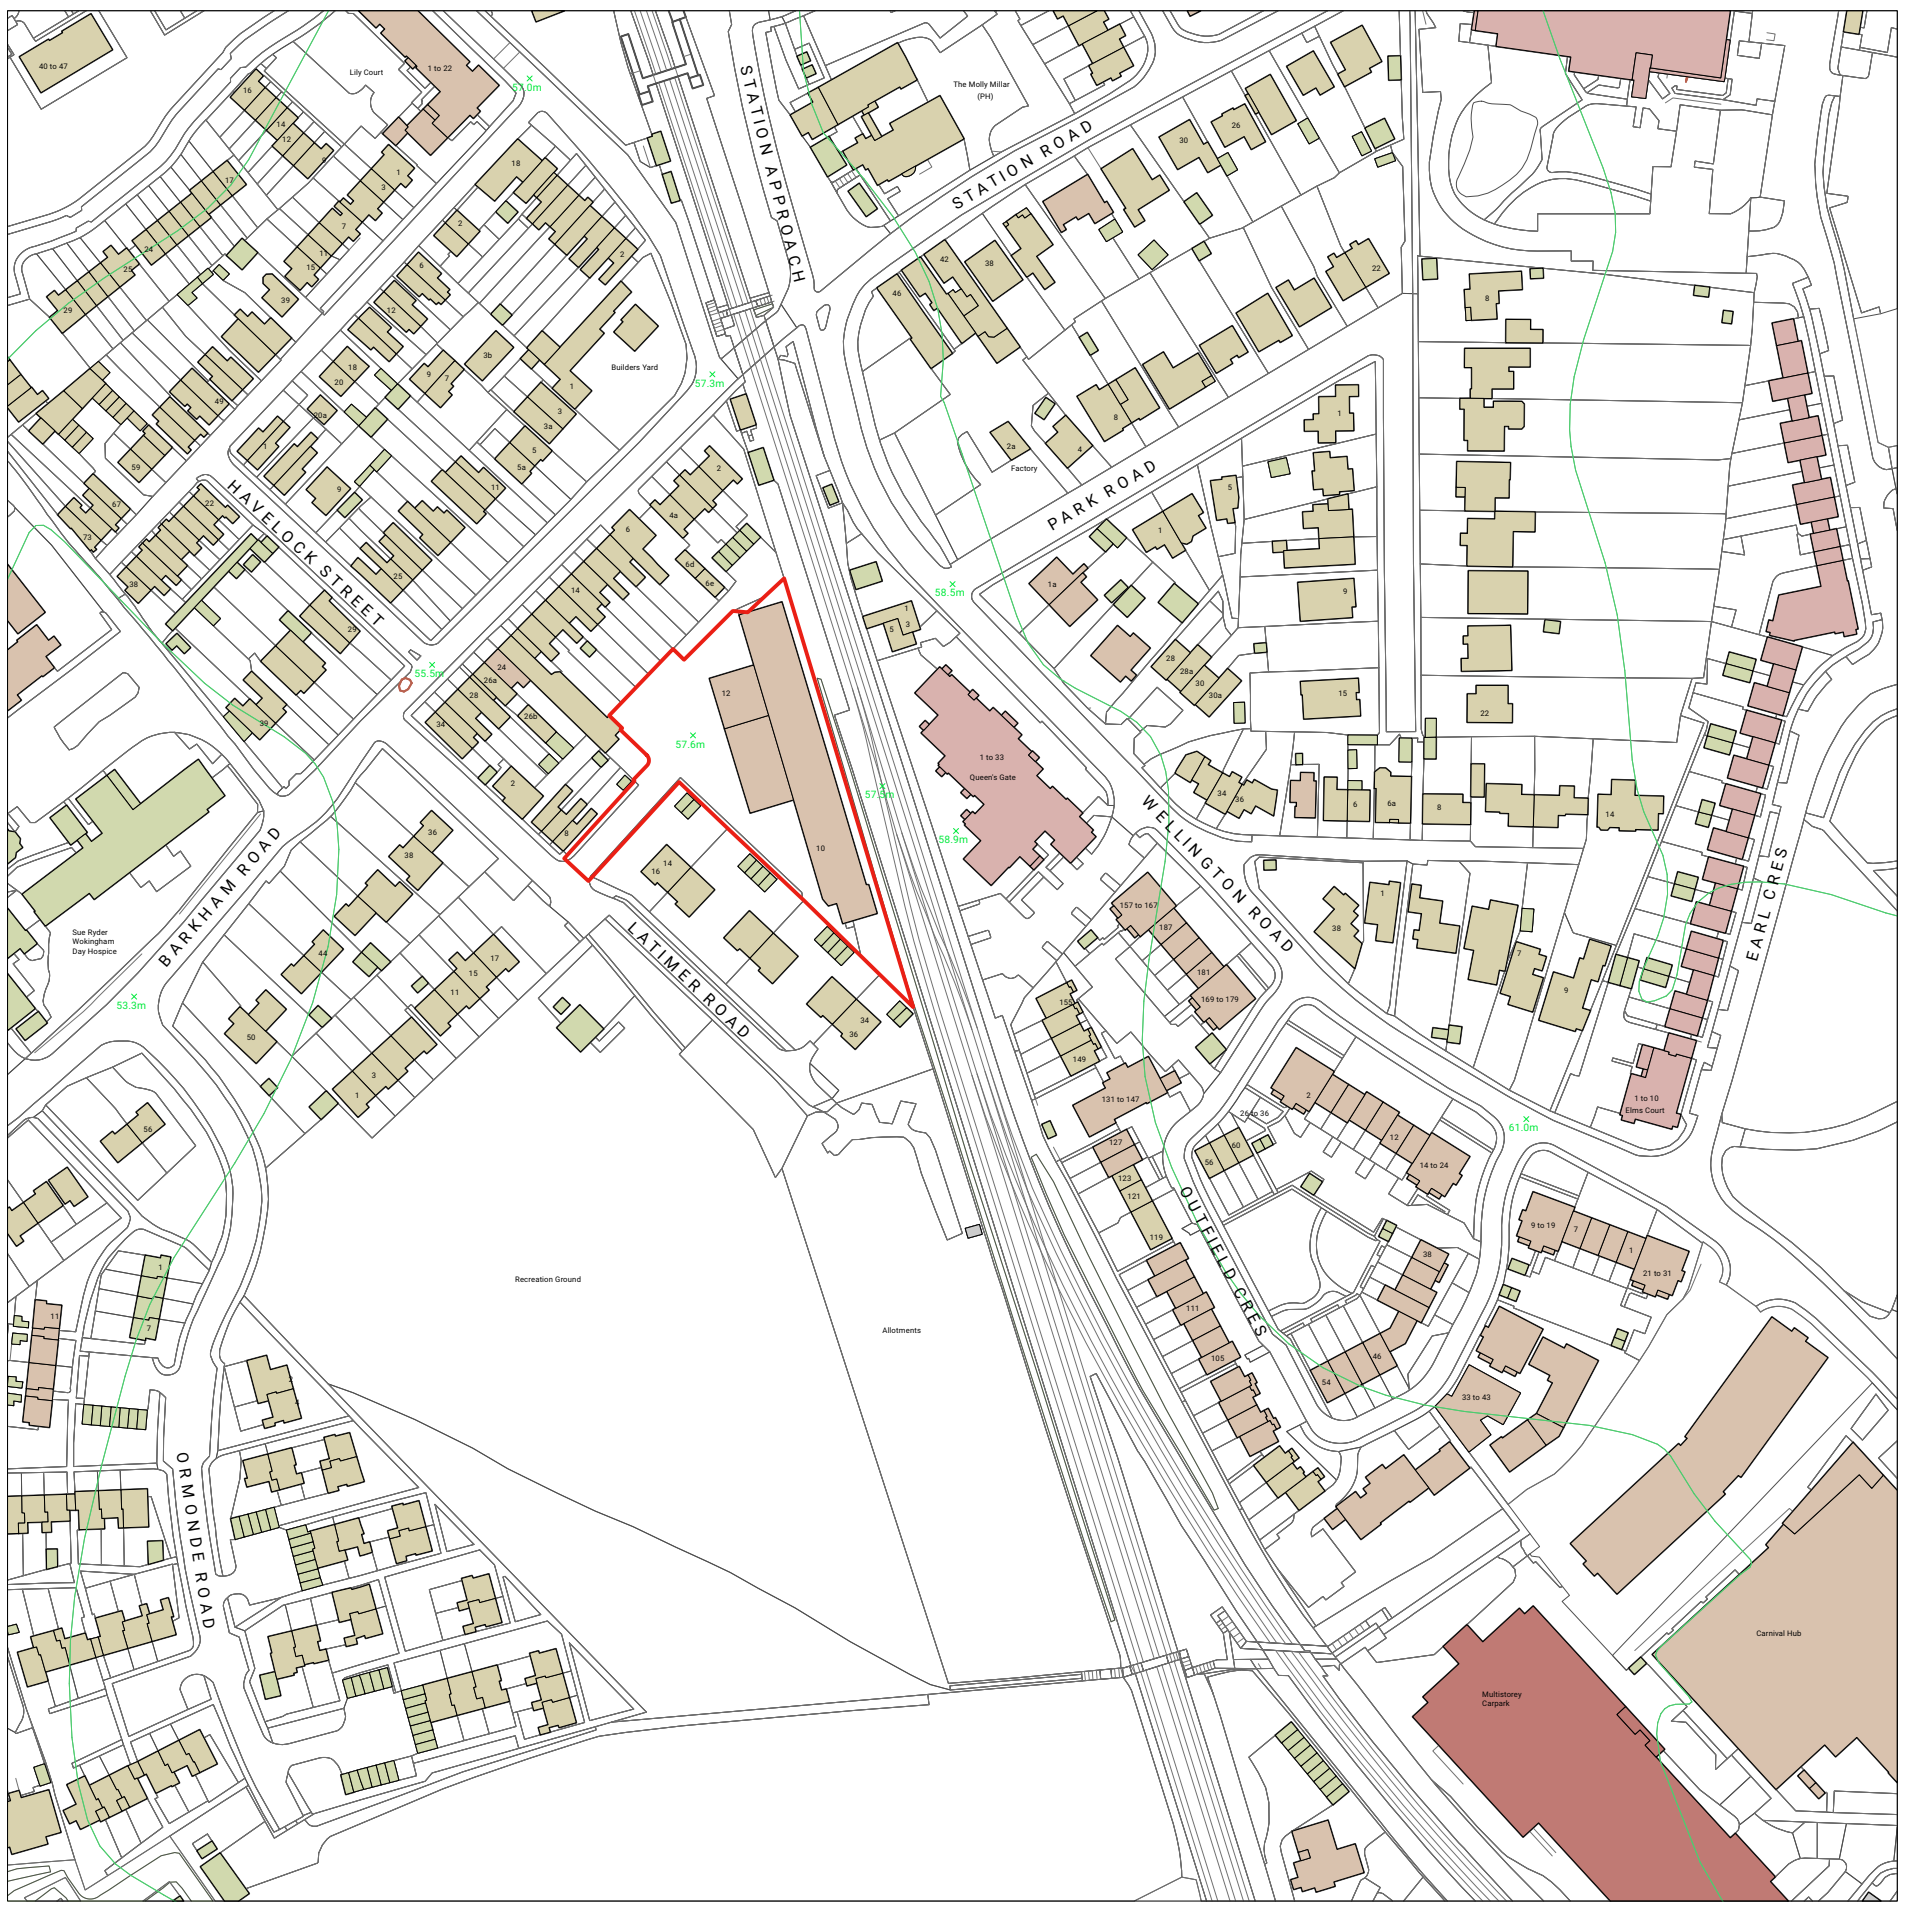 40 to 47
Lily Court
1 to 22
57.0m
STATION APPROACH
The Molly Millar
(PH)
STATION ROAD
16
14
12
17
1
3
7
11
15
18
2
2
24
25
29
39
6
12
30
26
42
38
46
22
8
Builders Yard
57.3m
3b
18
20
9
7
1
3
3a
5
5a
20a
49
59
67
73
1
9
11
22
38
25
29
39
HAVELOCK STREET
2
4a
6
6d
6e
14
8
4
2a
Factory
PARK ROAD
1
5
1
1a
9
15
22
58.5m
1
3
5
55.5m
24
26a
28
26b
34
2
8
12
10
57.6m
57.5m
28
28a
30
30a
1 to 33
Queen's Gate
58.9m
34
36
6
6a
8
14
WELLINGTON ROAD
EARL CRES
BARKHAM ROAD
36
38
44
50
Sue Ryder
Wokingham
Day Hospice
53.3m
17
15
11
3
1
14
16
34
36
LATIMER ROAD
157 to 167
187
181
169 to 179
155
149
131 to 147
38
1
7
9
1 to 10
Elms Court
61.0m
2
12
14 to 24
26 to 36
56
60
127
123
121
119
OUTFIELD CRES
111
105
38
46
54
9 to 19
7
1
21 to 31
33 to 43
56
1
7
11
2
4
Recreation Ground
Allotments
ORMONDE ROAD
Carnival Hub
Multistorey
Carpark